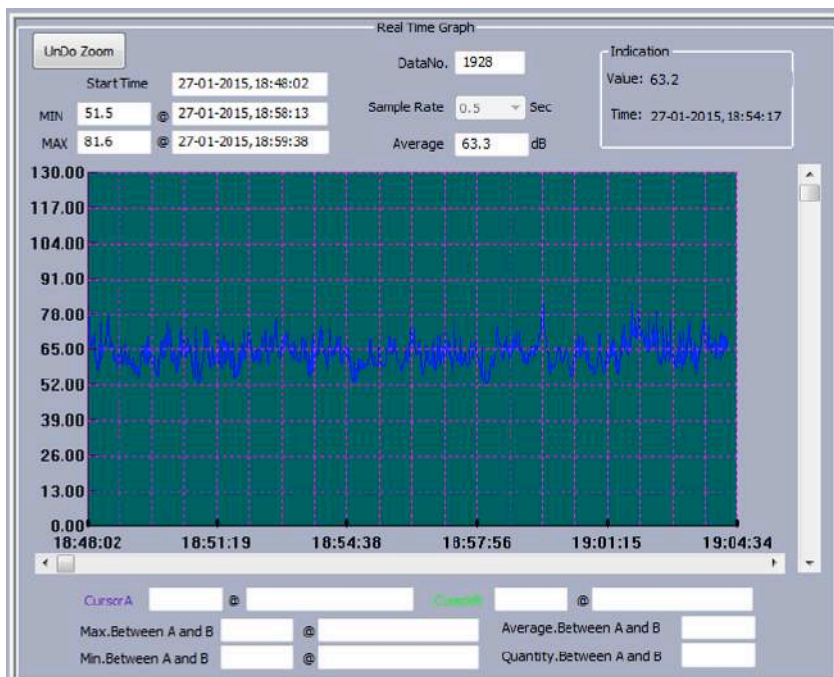 Real Time Graph
UnDo Zoom
DataNo. 1928
Indication
Value: 63.2
Time: 27-01-2015,18:54:17
Start Time 27-01-2015,18:48:02
MIN 51.5 @ 27-01-2015,18:58:13
Sample Rate 0.5 Sec
MAX 81.6 @ 27-01-2015,18:59:38
Average 63.3 dB
130.00
117.00
104.00
91.00
78.00
65.00
52.00
39.00
26.00
13.00
0.00
18:48:02 18:51:19 18:54:38 18:57:56 19:01:15 19:04:34
CursorA @ @
Max.Between A and B @ Average.Between A and B
Min.Between A and B @ Quantity.Between A and B